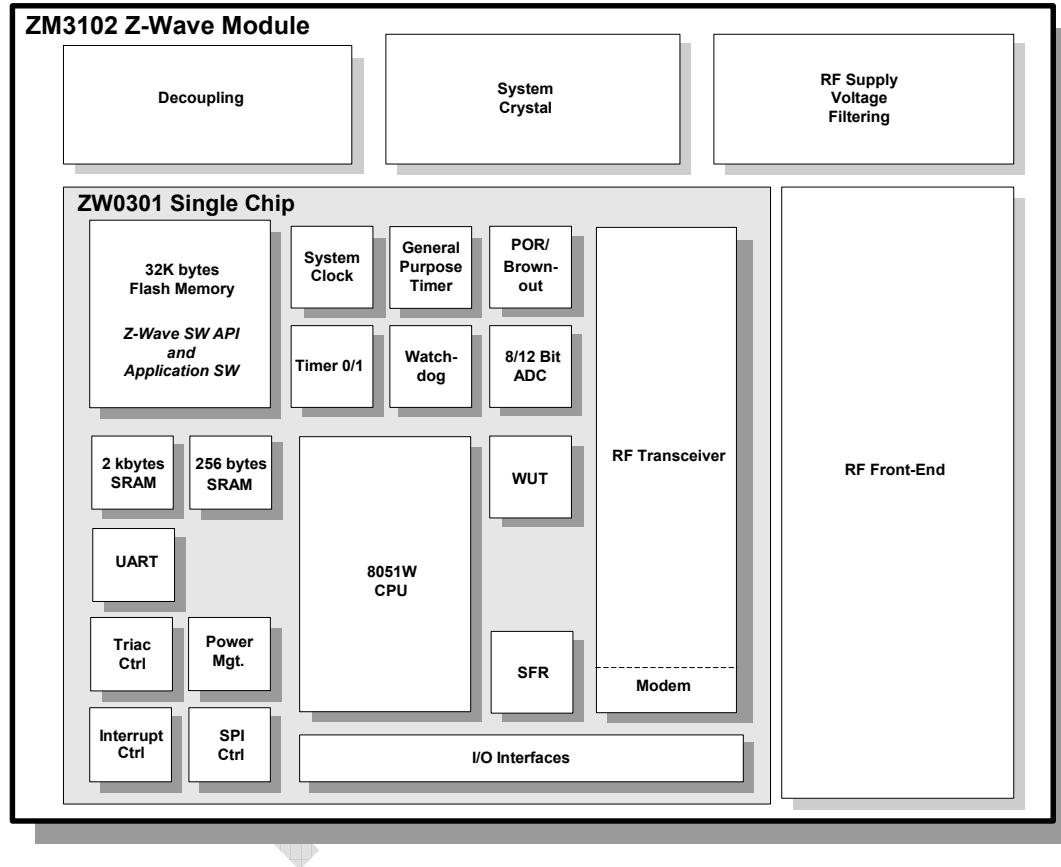 ZM3102 Z-Wave Module
Decoupling
System
Crystal
RF Supply
Voltage
Filtering
ZW0301 Single Chip
32K bytes
Flash Memory
Z-Wave SW API
and
Application SW
System
Clock
General
Purpose
Timer
POR/
Brown-
out
Timer 0/1
Watch-
dog
8/12 Bit
ADC
2 kbytes
SRAM
256 bytes
SRAM
8051W
CPU
WUT
RF Transceiver
RF Front-End
UART
Triac
Ctrl
Power
Mgt.
SFR
Modem
Interrupt
Ctrl
SPI
Ctrl
I/O Interfaces